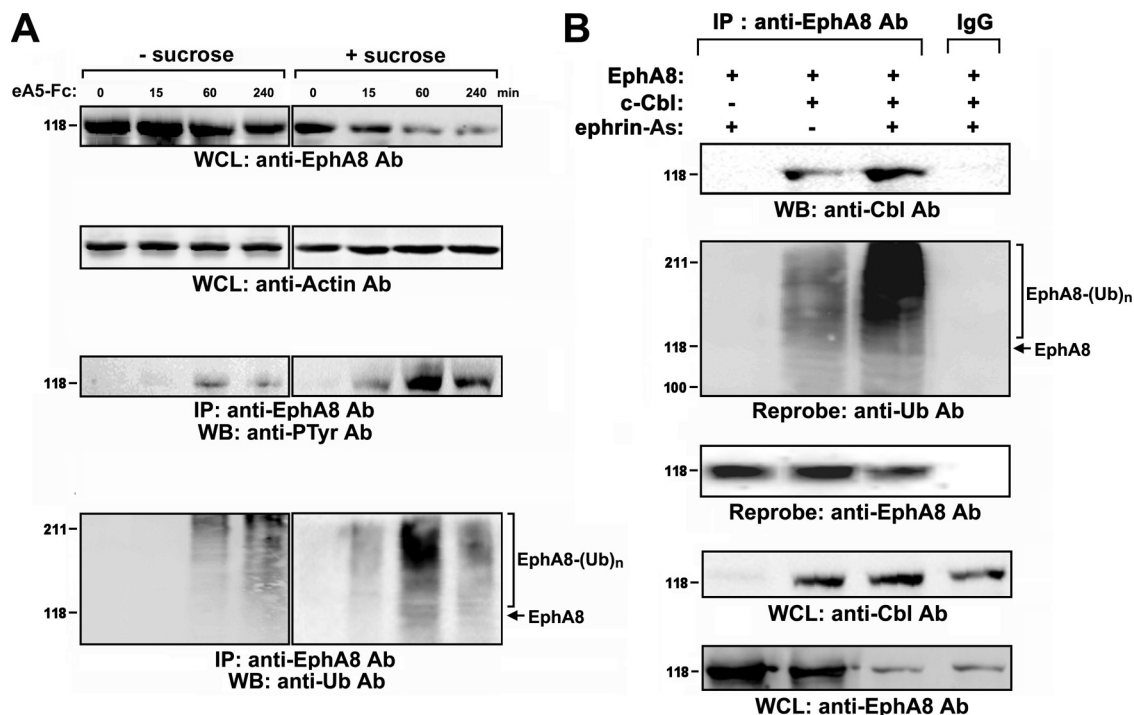 A
- sucrose + sucrose
eA5-Fc: 0 15 60 240 0 15 60 240 min
118
WCL: anti-EphA8 Ab
WCL: anti-Actin Ab
118
IP: anti-EphA8 Ab
WB: anti-PTyr Ab
211
EphA8-(Ub)n
118
EphA8
IP: anti-EphA8 Ab
WB: anti-Ub Ab
B
IP : anti-EphA8 Ab IgG
EphA8: + + + +
c-Cbl: - + + +
ephrin-As: + - + +
118
WB: anti-Cbl Ab
211
EphA8-(Ub)n
118
EphA8
100
Reprobe: anti-Ub Ab
118
Reprobe: anti-EphA8 Ab
118
WCL: anti-Cbl Ab
118
WCL: anti-EphA8 Ab